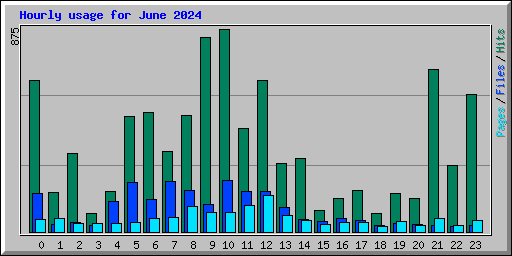 Hourly usage for June 2024
875
Pages / Files / Hits
0 1 2 3 4 5 6 7 8 9 10 11 12 13 14 15 16 17 18 19 20 21 22 23